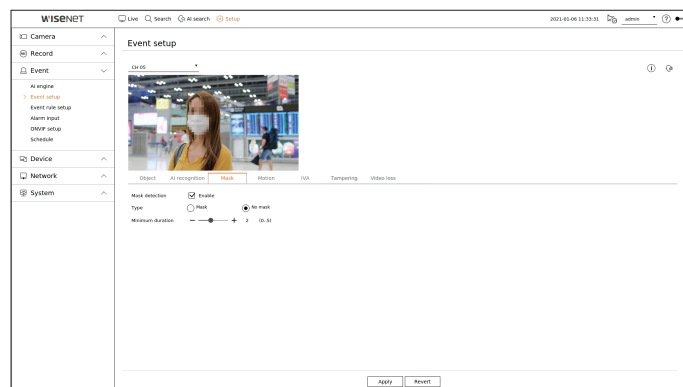 WISENET
Live Search AI search Setup
2021-01-06 11:33:31 admin ?
Camera
Record
Event
AI engine
> Event setup
Event rule setup
Alarm input
ONVIF setup
Schedule
Device
Network
System
Event setup
CH 05
Object AI recognition Mask Motion IVA Tampering Video loss
Mask detection Enable
Type Mask No mask
Minimum duration − + 2 (0..5)
Apply Revert